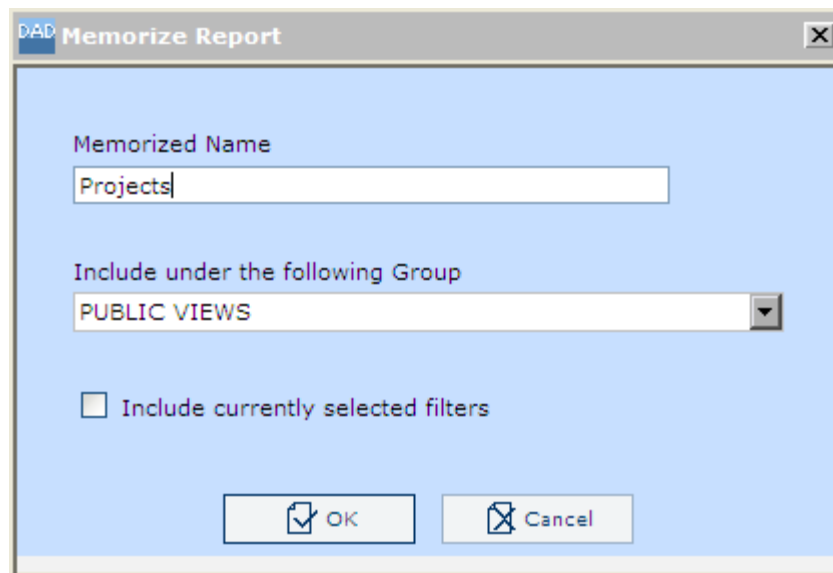 DAD Memorize Report
Memorized Name
Projects
Include under the following Group
PUBLIC VIEWS
Include currently selected filters
OK Cancel